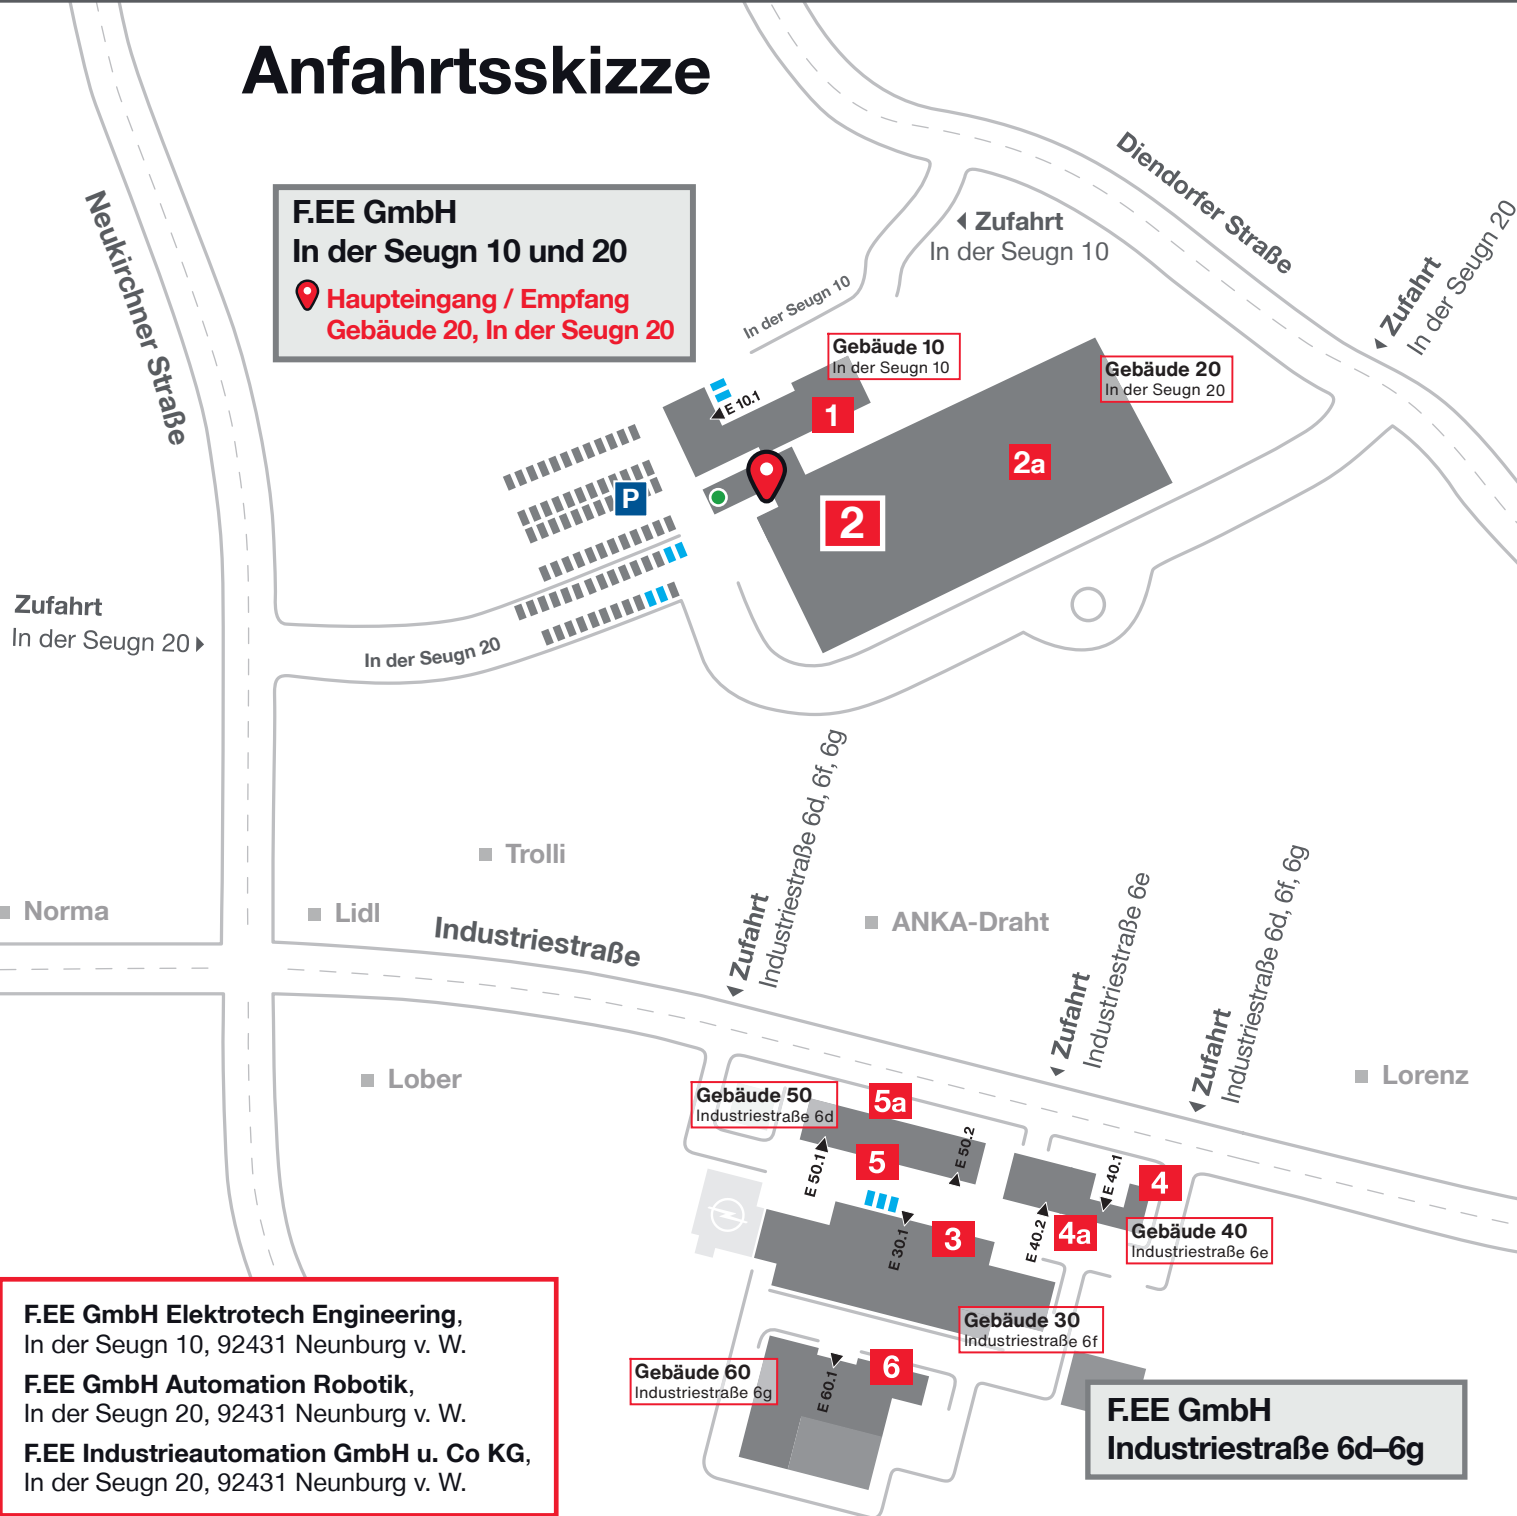 Anfahrtsskizze
F.EE GmbH
In der Seugn 10 und 20
Haupteingang / Empfang
Gebäude 20, In der Seugn 20
Neukirchner Straße
Diendorfer Straße
Zufahrt
In der Seugn 10
Zufahrt
In der Seugn 20
In der Seugn 10
Gebäude 10
In der Seugn 10
Gebäude 20
In der Seugn 20
E 10.1
1
2a
P
2
Zufahrt
In der Seugn 20
In der Seugn 20
Trolli
Norma
Lidl
Industriestraße
Zufahrt
Industriestraße 6d, 6f, 6g
ANKA-Draht
Zufahrt
Industriestraße 6e
Zufahrt
Industriestraße 6d, 6f, 6g
Lober
Lorenz
Gebäude 50
Industriestraße 6d
5a
5
E 50.1
E 50.2
E 40.1
4
4a
E 40.2
Gebäude 40
Industriestraße 6e
E 30.1
3
Gebäude 30
Industriestraße 6f
Gebäude 60
Industriestraße 6g
E 60.1
6
F.EE GmbH Elektrotech Engineering,
In der Seugn 10, 92431 Neunburg v. W.
F.EE GmbH Automation Robotik,
In der Seugn 20, 92431 Neunburg v. W.
F.EE Industrieautomation GmbH u. Co KG,
In der Seugn 20, 92431 Neunburg v. W.
F.EE GmbH
Industriestraße 6d–6g